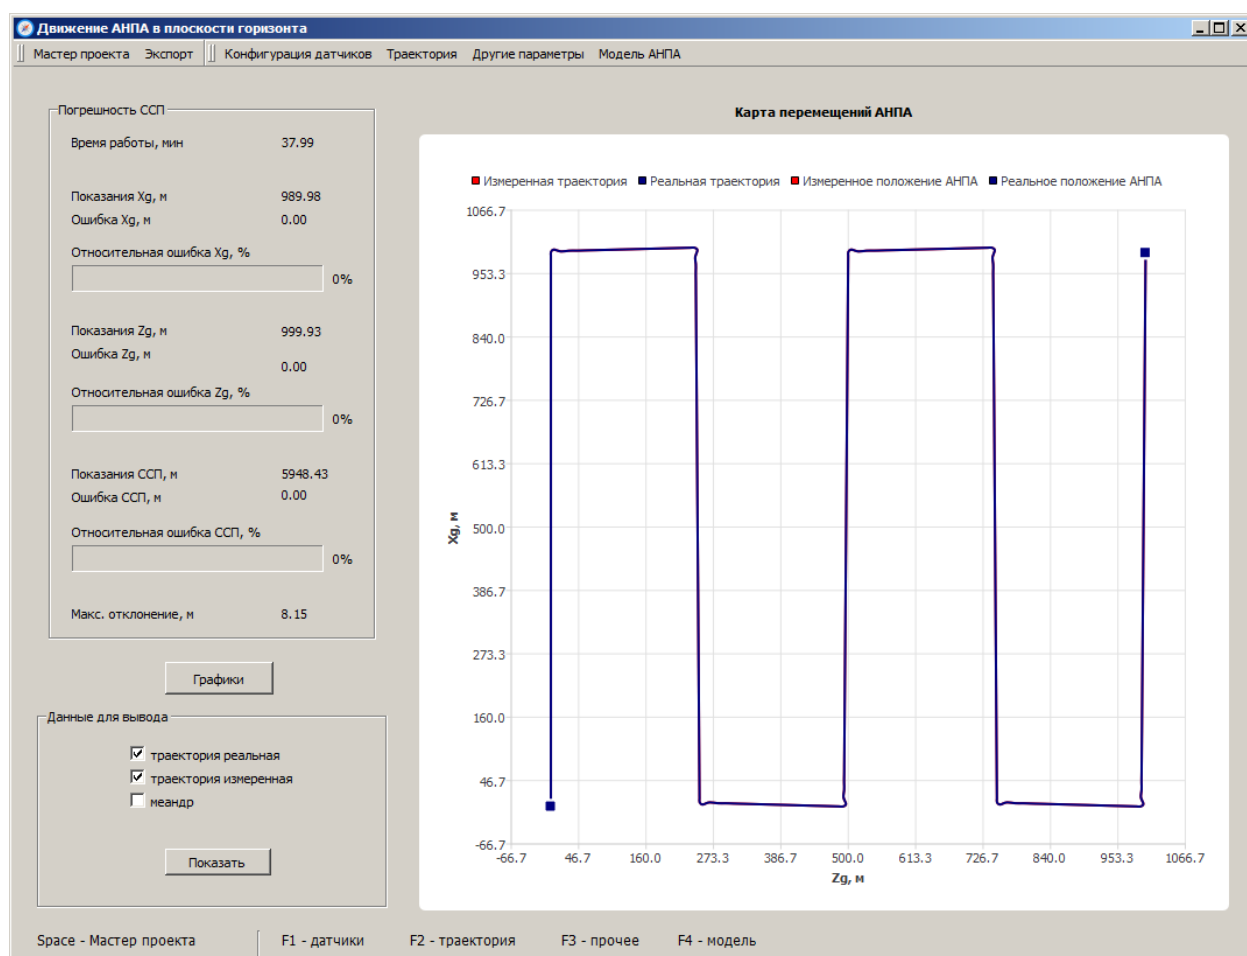 Движение АНПА в плоскости горизонта
Мастер проекта Экспорт Конфигурация датчиков Траектория Другие параметры Модель АНПА
Погрешность ССП
Время работы, мин 37.99
Показания Xg, м 989.98
Ошибка Xg, м 0.00
Относительная ошибка Xg, %
0%
Показания Zg, м 999.93
Ошибка Zg, м
0.00
Относительная ошибка Zg, %
0%
Показания ССП, м 5948.43
Ошибка ССП, м 0.00
Относительная ошибка ССП, %
0%
Макс. отклонение, м 8.15
Графики
Данные для вывода
траектория реальная
траектория измеренная
меандр
Показать
Карта перемещений АНПА
Измеренная траектория Реальная траектория Измеренное положение АНПА Реальное положение АНПА
1066.7
953.3
840.0
726.7
613.3
500.0
386.7
273.3
160.0
46.7
-66.7
Xg, м
-66.7 46.7 160.0 273.3 386.7 500.0 613.3 726.7 840.0 953.3 1066.7
Zg, м
Space - Мастер проекта F1 - датчики F2 - траектория F3 - прочее F4 - модель